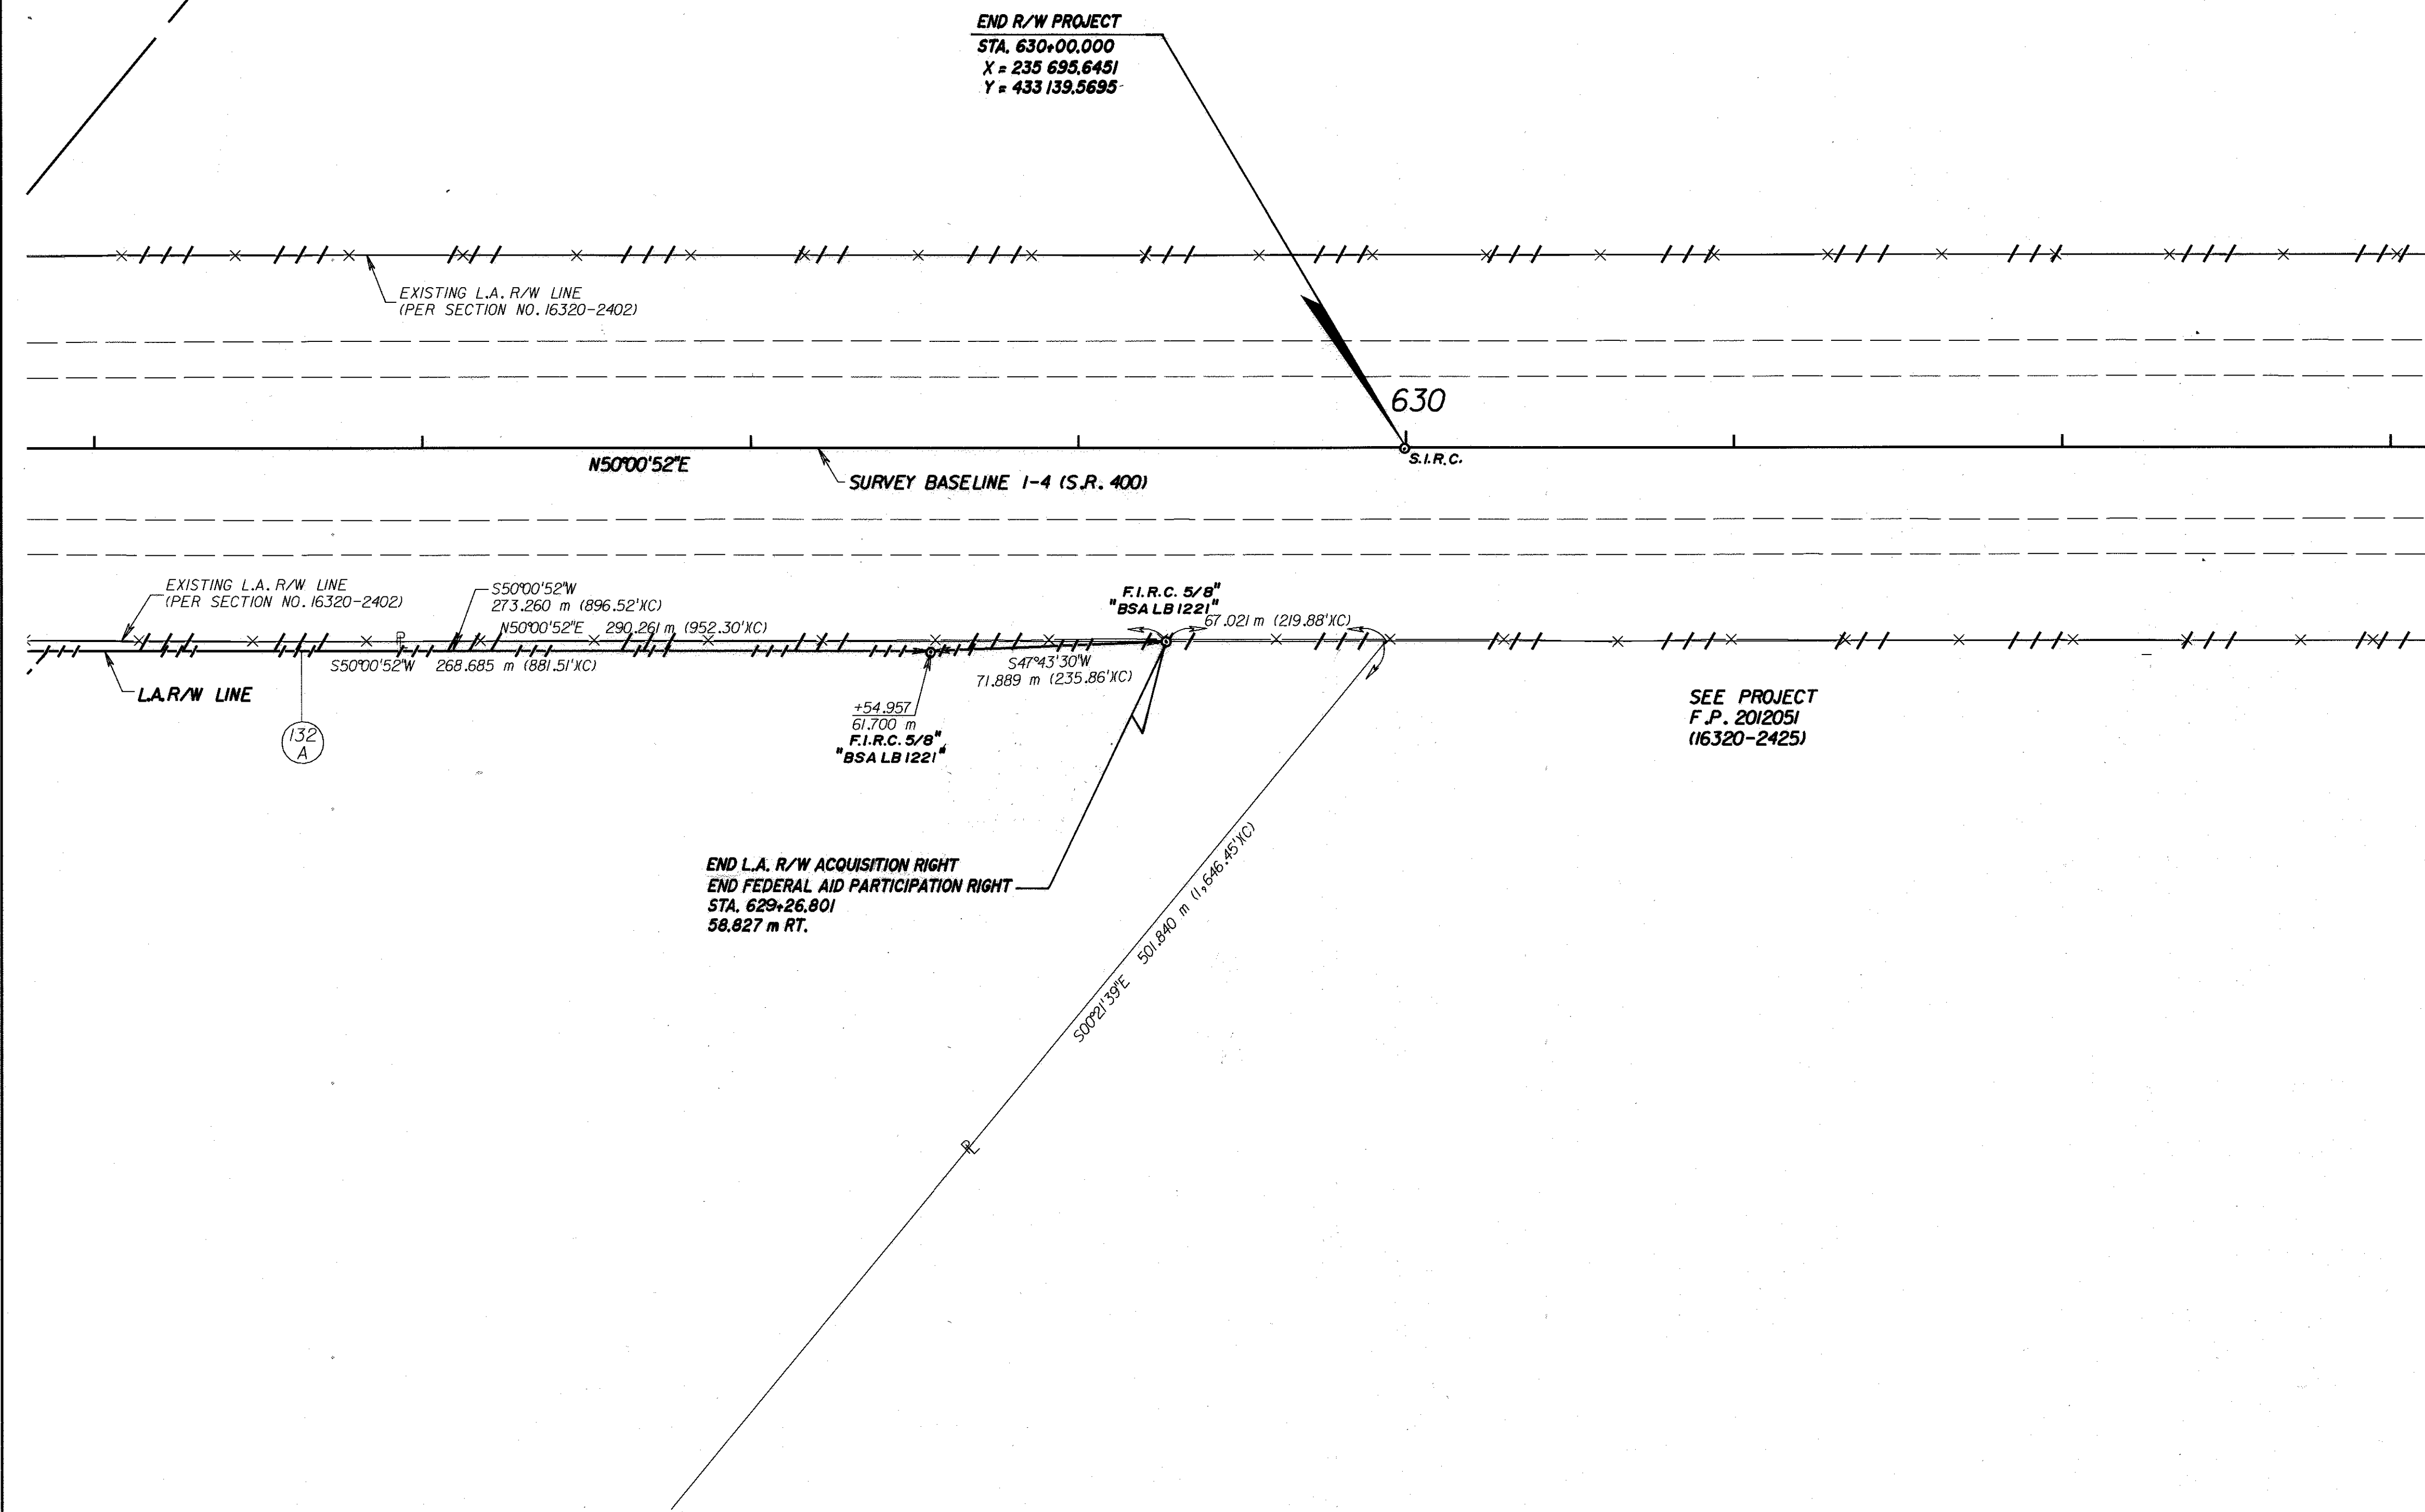 END R/W PROJECT
STA. 630+00.000
X = 235 695.6451
Y = 433 139.5695
EXISTING L.A. R/W LINE
(PER SECTION NO. 16320-2402)
630
S.I.R.C.
N50°00'52"E
SURVEY BASELINE I-4 (S.R. 400)
EXISTING L.A. R/W LINE
(PER SECTION NO. 16320-2402)
S50°00'52"W
273.260 m (896.52')(C)
N50°00'52"E 290.261 m (952.30')(C)
S50°00'52"W 268.685 m (881.51')(C)
L.A. R/W LINE
132
A
F.I.R.C. 5/8"
"BSA LB 1221"
67.021 m (219.88')(C)
S47°43'30"W
71.889 m (235.86')(C)
+54.957
61.700 m
F.I.R.C. 5/8"
"BSA LB 1221"
SEE PROJECT
F.P. 2012051
(16320-2425)
END L.A. R/W ACQUISITION RIGHT
END FEDERAL AID PARTICIPATION RIGHT
STA. 629+26.801
58.827 m RT.
S00°21'39"E 501.840 m (1,646.45')(C)
PL